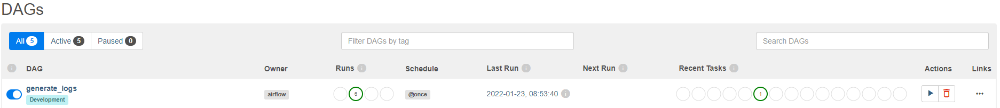 DAGs
All 5 Active 5 Paused 0 Filter DAGs by tag Search DAGs
i DAG Owner Runs i Schedule Last Run i Next Run i Recent Tasks i Actions Links
generate_logs airflow 6 @once 2022-01-23, 08:53:40 i 1
Development